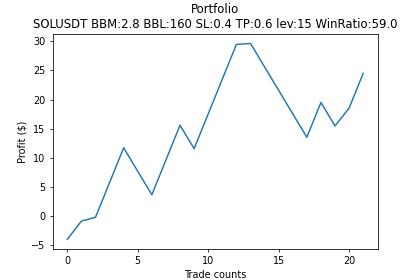 Portfolio
SOLUSDT BBM:2.8 BBL:160 SL:0.4 TP:0.6 lev:15 WinRatio:59.0
Profit ($)
30
25
20
15
10
5
0
−5
0 5 10 15 20
Trade counts